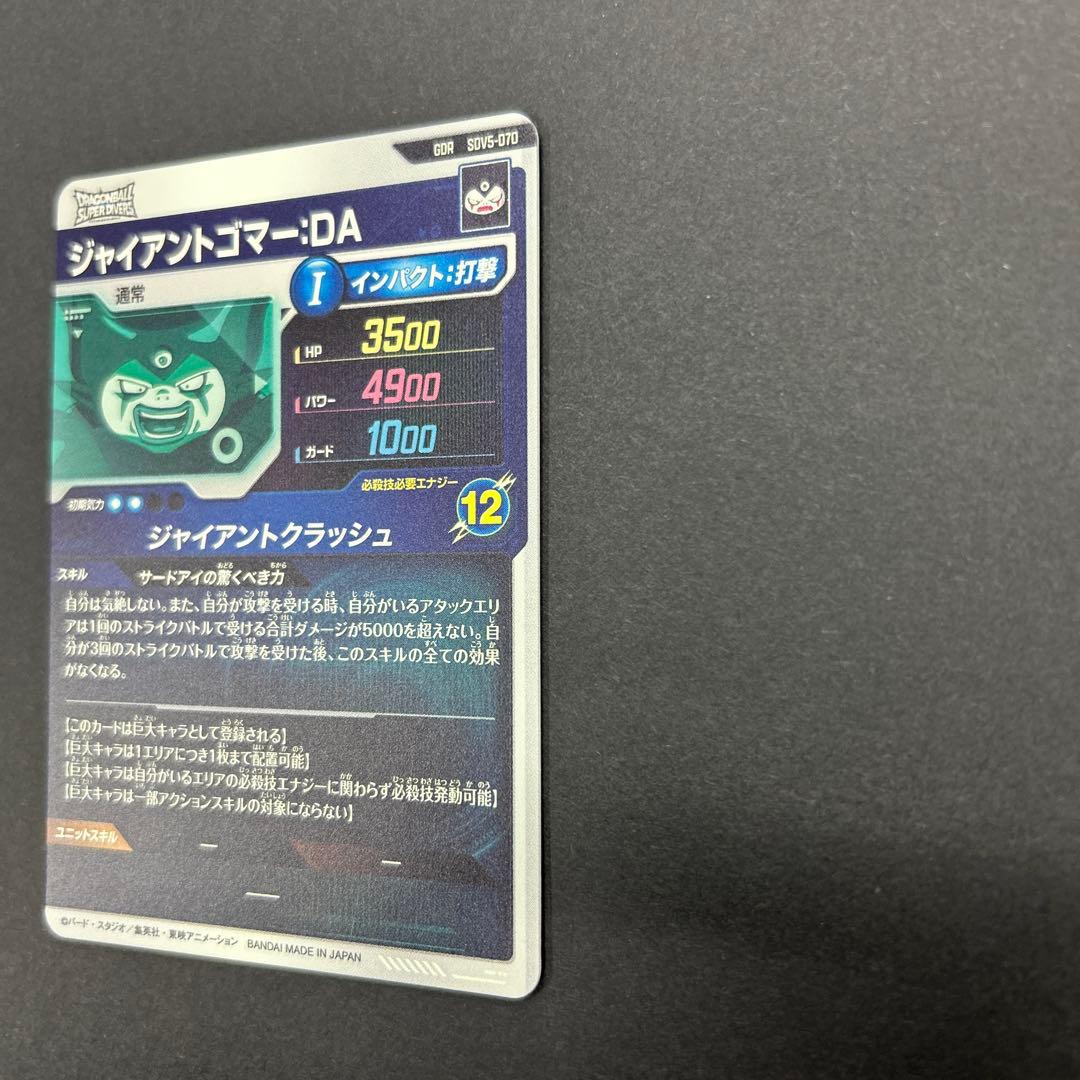 GDR SDV5-070
DRAGONBALL
SUPER DIVERS
ジャイアントゴマー:DA
I インパクト:打撃
通常
HP 3500
パワー 4900
ガード 1000
必殺技必要エナジー
初期気力
12
ジャイアントクラッシュ
スキル サードアイの驚くべき力
自分は気絶しない。また、自分が攻撃を受ける時、自分がいるアタックエリ
アは1回のストライクバトルで受ける合計ダメージが5000を超えない。自
分が3回のストライクバトルで攻撃を受けた後、このスキルの全ての効果
がなくなる。
【このカードは巨大キャラとして登録される】
【巨大キャラは1エリアにつき1枚まで配置可能】
【巨大キャラは自分がいるエリアの必殺技エナジーに関わらず必殺技発動可能】
【巨大キャラは一部アクションスキルの対象にならない】
ユニットスキル
— —
—
©バード・スタジオ/集英社・東映アニメーション BANDAI MADE IN JAPAN